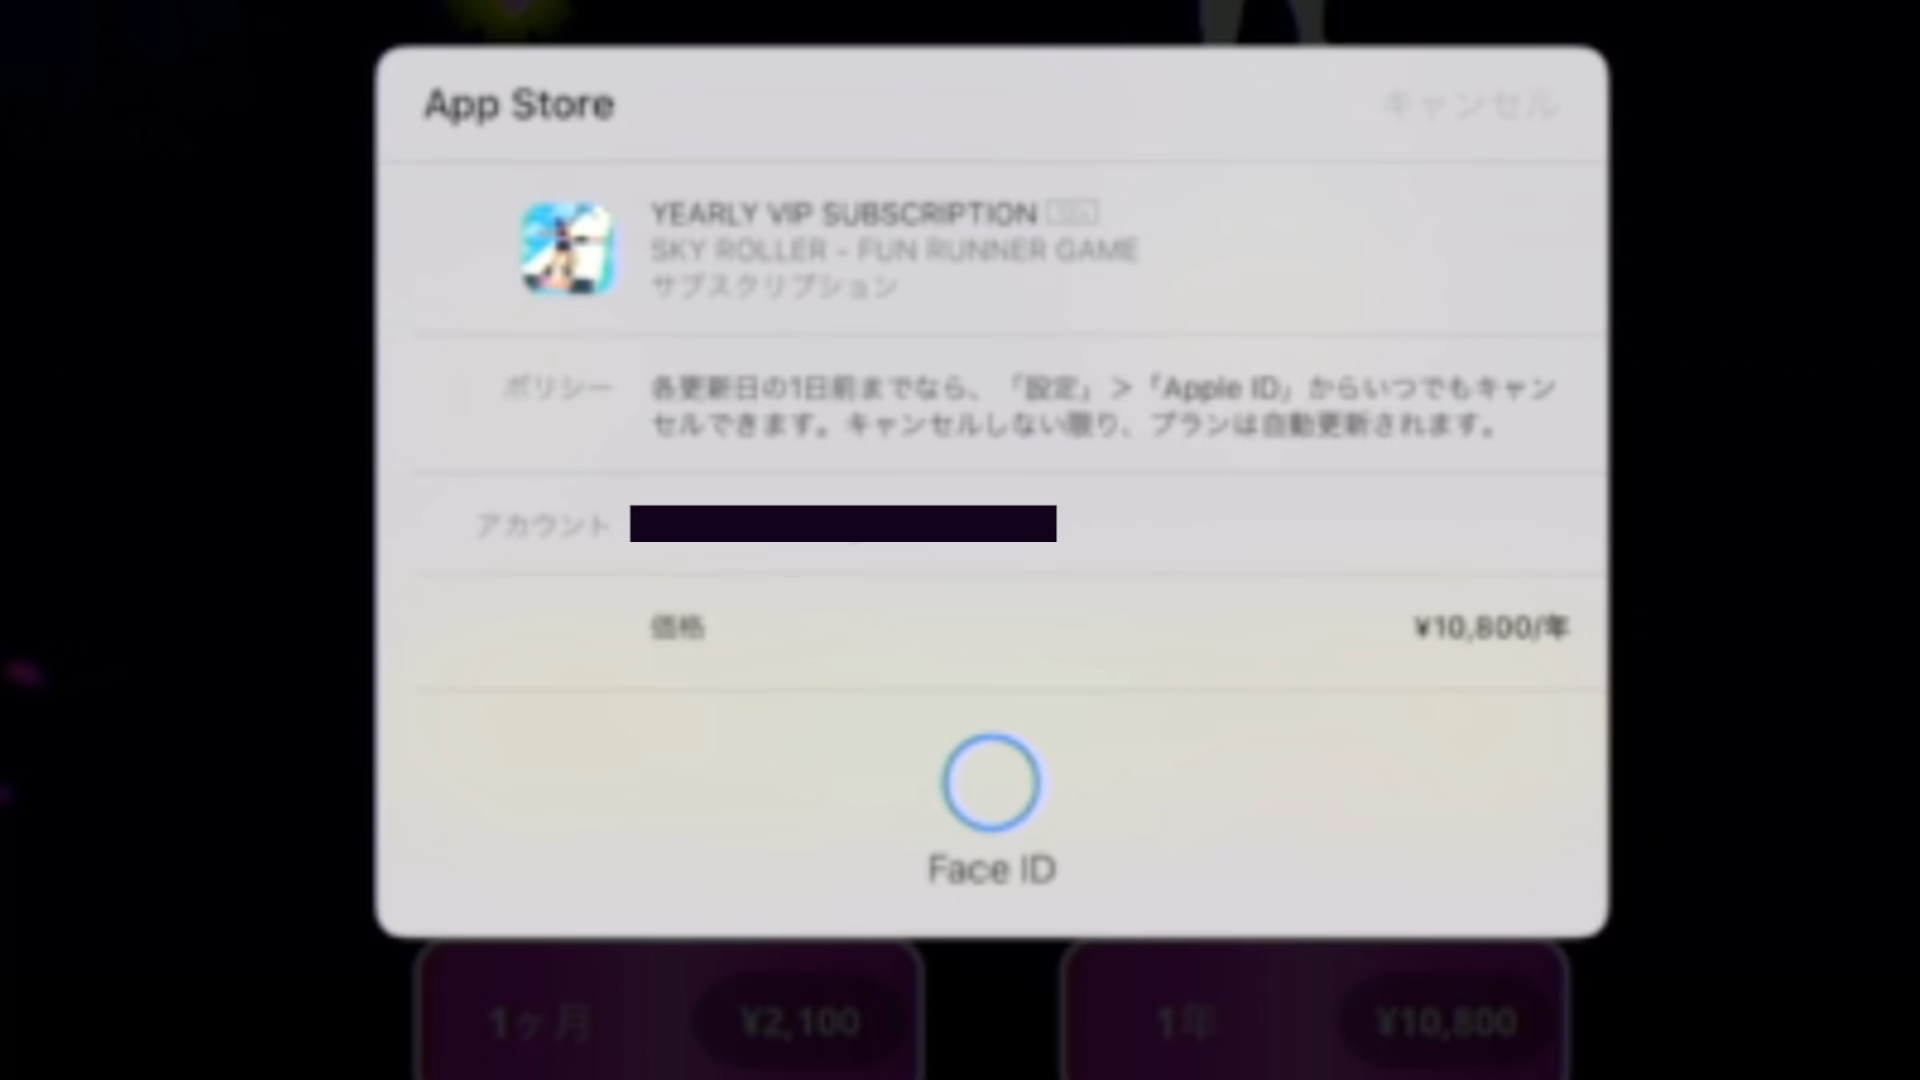 App Store
キャンセル
YEARLY VIP SUBSCRIPTION
SKY ROLLER - FUN RUNNER GAME
サブスクリプション
ポリシー
各更新日の1日前までなら、「設定」>「Apple ID」からいつでもキャン
セルできます。キャンセルしない限り、プランは自動更新されます。
アカウント
価格
¥10,800/年
Face ID
1ヶ月
¥2,100
1年
¥10,800